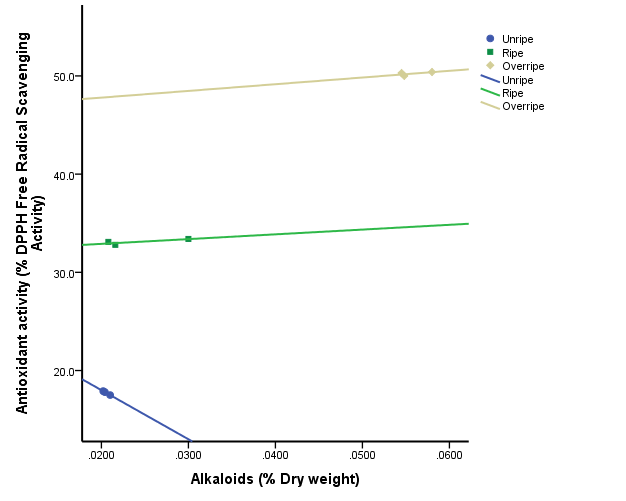 Antioxidant activity (% DPPH Free Radical Scavenging
Activity)
50.0
40.0
30.0
20.0
.0200
.0300
.0400
.0500
.0600
Alkaloids (% Dry weight)
Unripe
Ripe
Overripe
Unripe
Ripe
Overripe